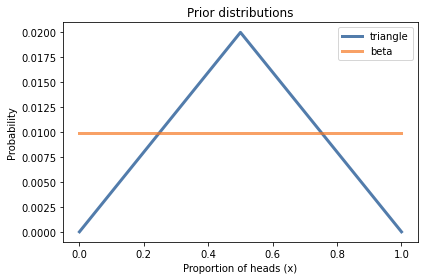 Prior distributions
0.0200
0.0175
0.0150
0.0125
0.0100
0.0075
0.0050
0.0025
0.0000
Probability
triangle
beta
0.0 0.2 0.4 0.6 0.8 1.0
Proportion of heads (x)